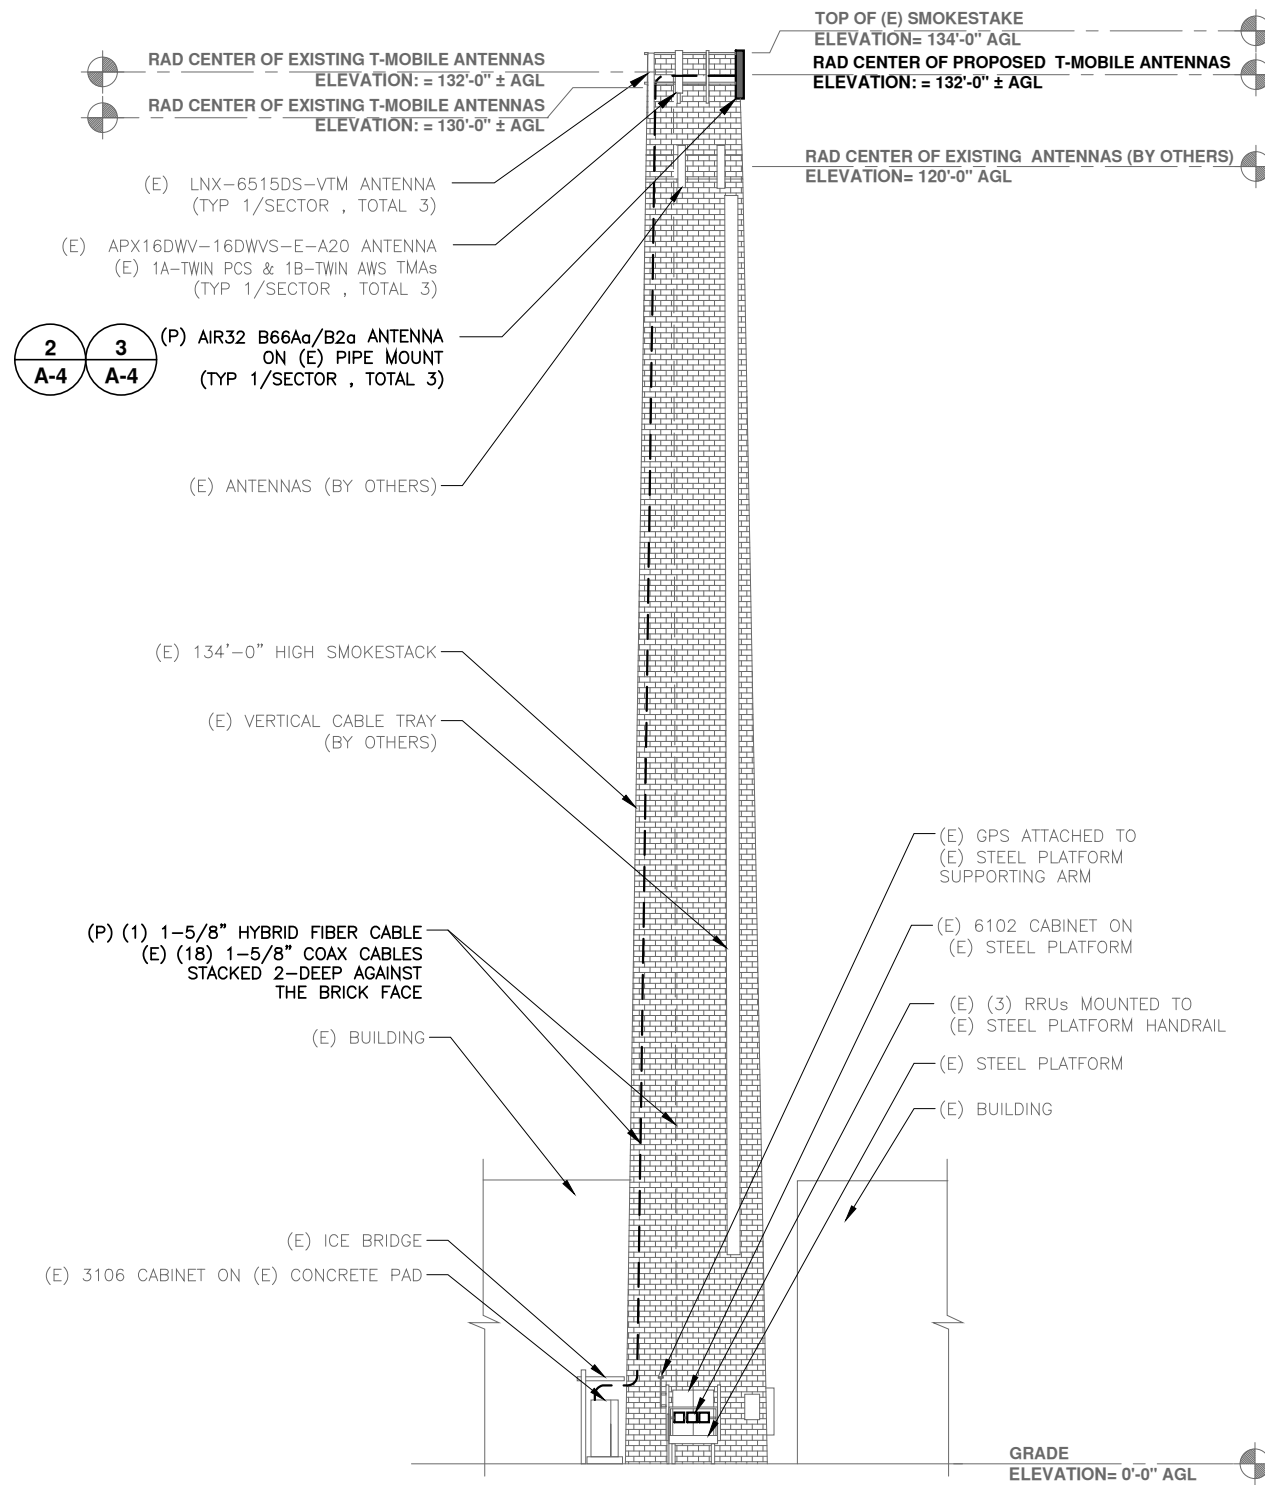 TOP OF (E) SMOKESTAKE
ELEVATION= 134'-0" AGL
RAD CENTER OF EXISTING T-MOBILE ANTENNAS
ELEVATION: = 132'-0" ± AGL
RAD CENTER OF PROPOSED T-MOBILE ANTENNAS
ELEVATION: = 132'-0" ± AGL
RAD CENTER OF EXISTING T-MOBILE ANTENNAS
ELEVATION: = 130'-0" ± AGL
RAD CENTER OF EXISTING ANTENNAS (BY OTHERS)
ELEVATION= 120'-0" AGL
(E) LNX-6515DS-VTM ANTENNA
(TYP 1/SECTOR , TOTAL 3)
(E) APX16DWV-16DWVS-E-A20 ANTENNA
(E) 1A-TWIN PCS & 1B-TWIN AWS TMAs
(TYP 1/SECTOR , TOTAL 3)
2
A-4
3
A-4
(P) AIR32 B66Aa/B2a ANTENNA
ON (E) PIPE MOUNT
(TYP 1/SECTOR , TOTAL 3)
(E) ANTENNAS (BY OTHERS)
(E) 134'-0" HIGH SMOKESTACK
(E) VERTICAL CABLE TRAY
(BY OTHERS)
(P) (1) 1-5/8" HYBRID FIBER CABLE
(E) (18) 1-5/8" COAX CABLES
STACKED 2-DEEP AGAINST
THE BRICK FACE
(E) BUILDING
(E) ICE BRIDGE
(E) 3106 CABINET ON (E) CONCRETE PAD
(E) GPS ATTACHED TO
(E) STEEL PLATFORM
SUPPORTING ARM
(E) 6102 CABINET ON
(E) STEEL PLATFORM
(E) (3) RRUs MOUNTED TO
(E) STEEL PLATFORM HANDRAIL
(E) STEEL PLATFORM
(E) BUILDING
GRADE
ELEVATION= 0'-0" AGL